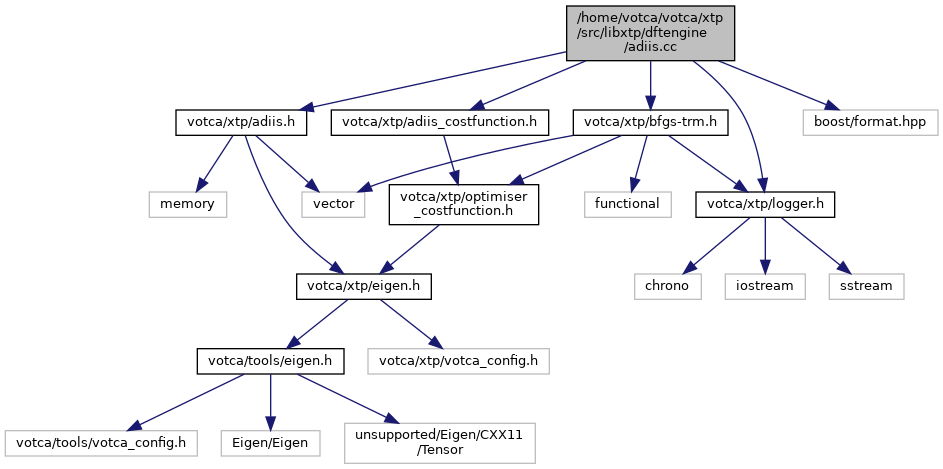 /home/votca/votca/xtp
/src/libxtp/dftengine
/adiis.cc
votca/xtp/adiis.h
votca/xtp/adiis_costfunction.h
votca/xtp/bfgs-trm.h
boost/format.hpp
memory
vector
votca/xtp/optimiser
_costfunction.h
functional
votca/xtp/logger.h
votca/xtp/eigen.h
chrono
iostream
sstream
votca/tools/eigen.h
votca/xtp/votca_config.h
votca/tools/votca_config.h
Eigen/Eigen
unsupported/Eigen/CXX11
/Tensor